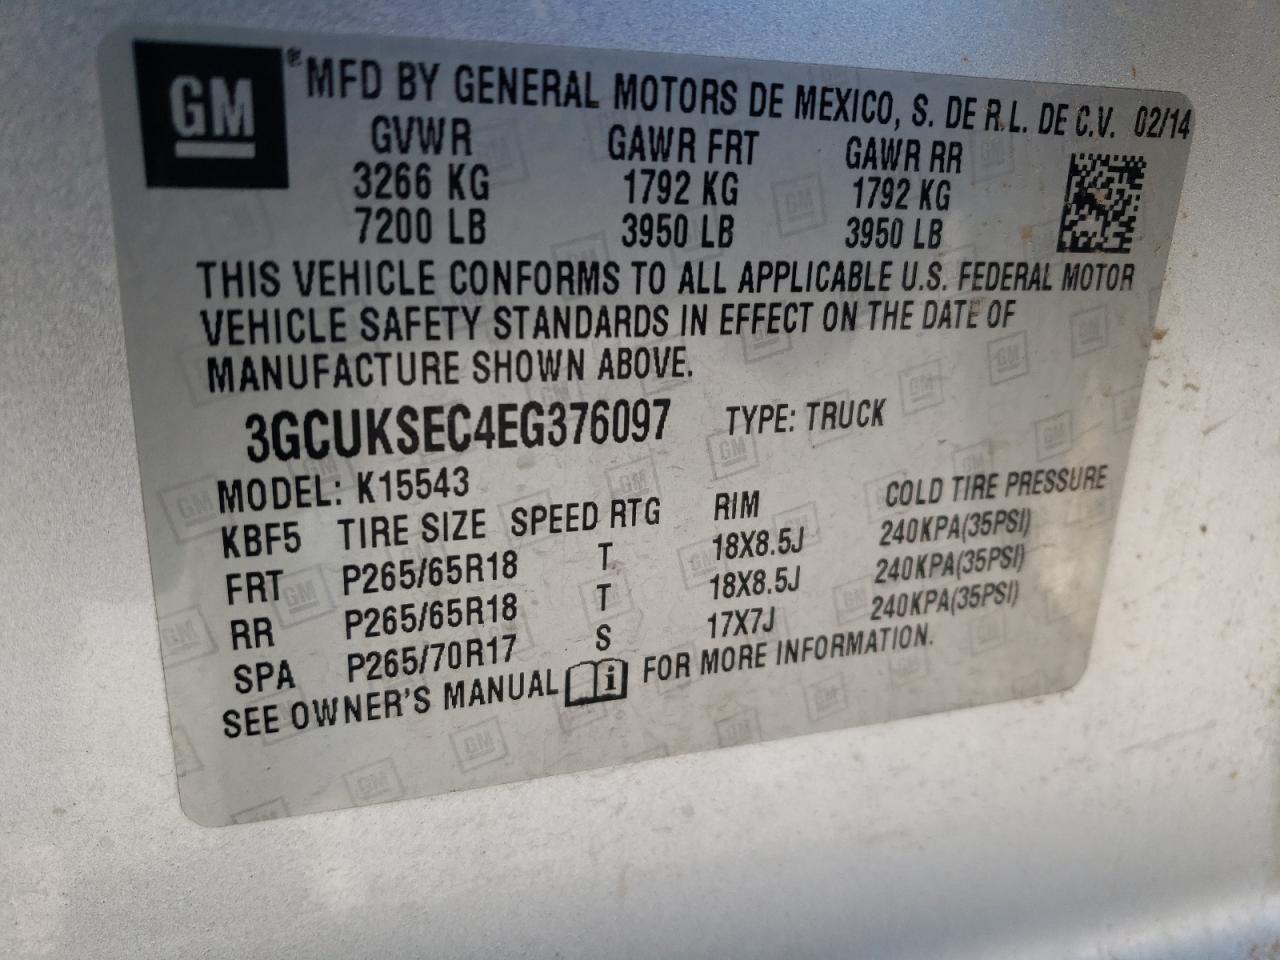 GM
® MFD BY GENERAL MOTORS DE MEXICO, S. DE R.L. DE C.V. 02/14
GVWR GAWR FRT GAWR RR
3266 KG 1792 KG 1792 KG
7200 LB 3950 LB 3950 LB
THIS VEHICLE CONFORMS TO ALL APPLICABLE U.S. FEDERAL MOTOR
VEHICLE SAFETY STANDARDS IN EFFECT ON THE DATE OF
MANUFACTURE SHOWN ABOVE.
3GCUKSEC4EG376097 TYPE: TRUCK
MODEL: K15543
KBF5 TIRE SIZE SPEED RTG RIM COLD TIRE PRESSURE
FRT P265/65R18 T 18X8.5J 240KPA(35PSI)
RR P265/65R18 T 18X8.5J 240KPA(35PSI)
SPA P265/70R17 S 17X7J 240KPA(35PSI)
SEE OWNER'S MANUAL i FOR MORE INFORMATION.